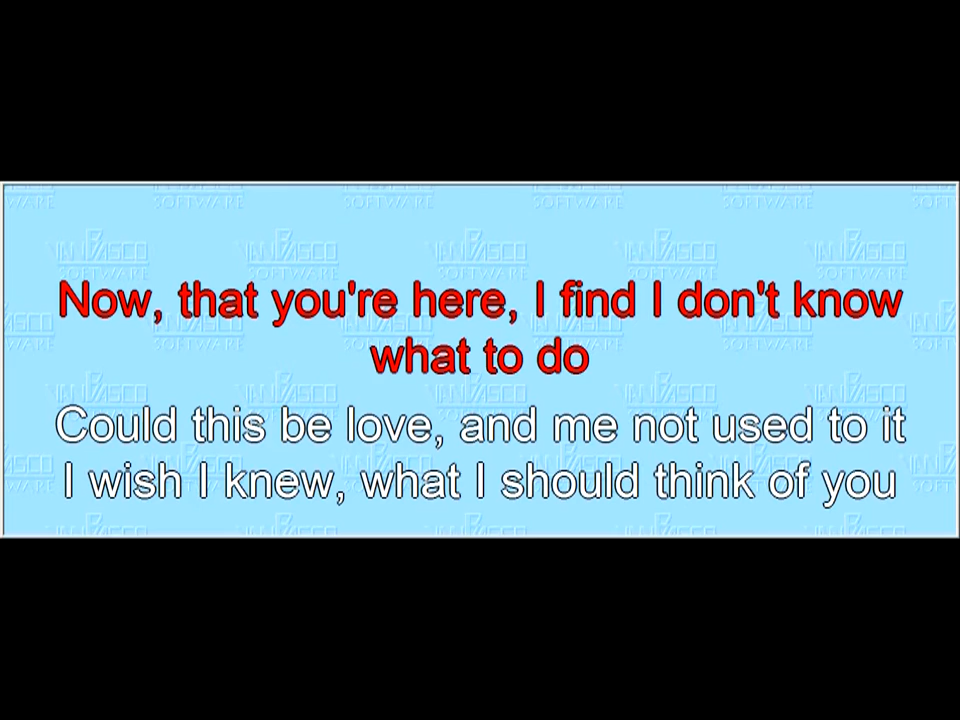 Now, that you're here, I find I don't know
what to do
Could this be love, and me not used to it
I wish I knew, what I should think of you